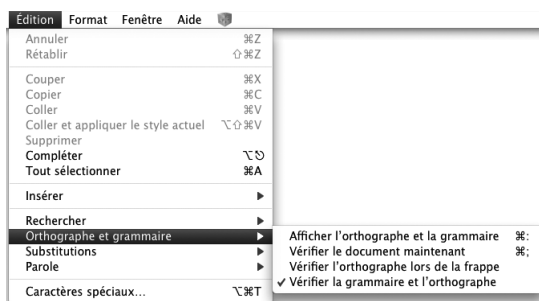 Édition Format Fenêtre Aide
Annuler ⌘Z
Rétablir ⇧⌘Z
Couper ⌘X
Copier ⌘C
Coller ⌘V
Coller et appliquer le style actuel ⌥⇧⌘V
Supprimer
Compléter ⌥⎋
Tout sélectionner ⌘A
Insérer ▶
Rechercher ▶
Orthographe et grammaire ▶
Substitutions ▶
Parole ▶
Caractères spéciaux... ⌥⌘T
Afficher l'orthographe et la grammaire ⌘:
Vérifier le document maintenant ⌘;
Vérifier l'orthographe lors de la frappe
✓ Vérifier la grammaire et l'orthographe